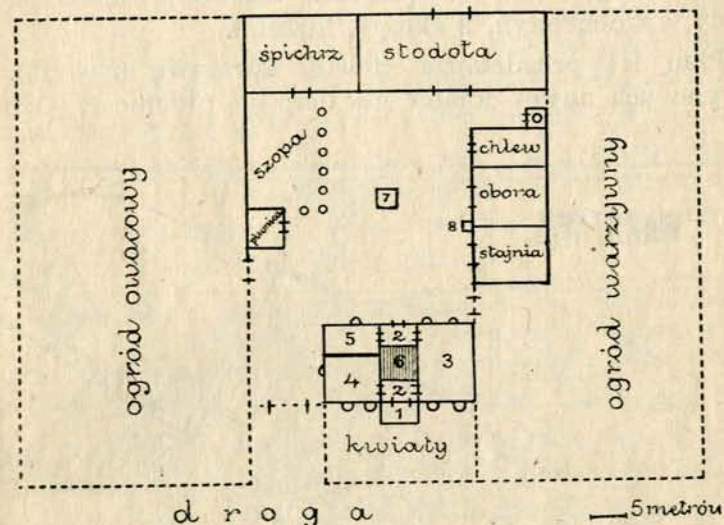 śpichrz
stodoła
szopa
piwnica
ogród owocowy
7
O
chlew
obora
8
stajnia
ogród warzywny
5
2
6
3
4
2
1
kwiaty
droga
5 metrów